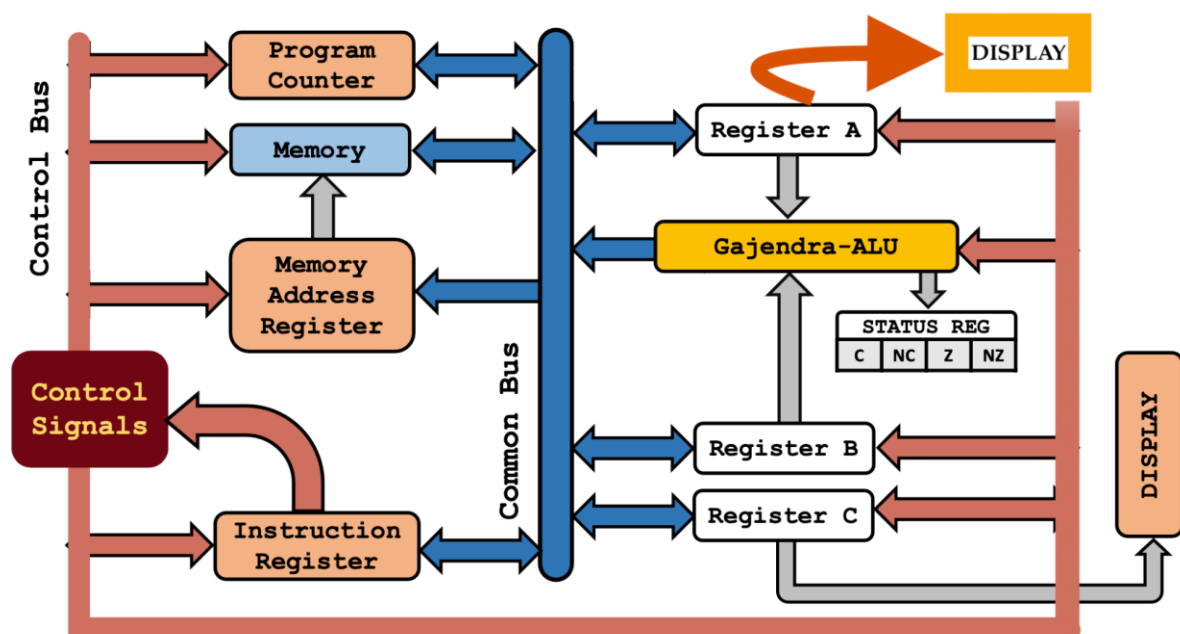 Control Bus
Program
Counter
Memory
Memory
Address
Register
Control
Signals
Instruction
Register
Common Bus
DISPLAY
Register A
Gajendra-ALU
STATUS REG
C NC Z NZ
Register B
Register C
DISPLAY